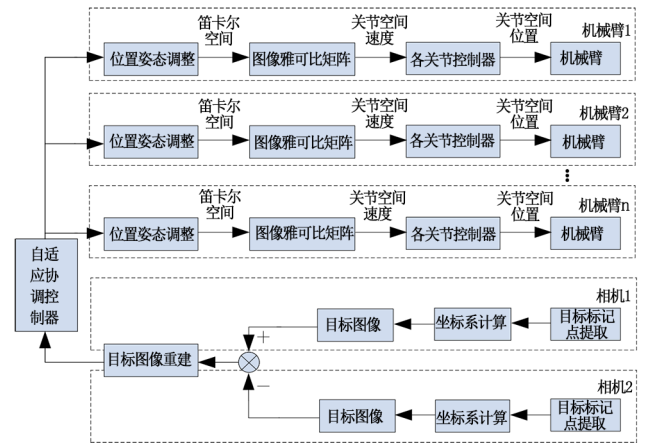 机械臂1
笛卡尔
空间
关节空间
速度
关节空间
位置
位置姿态调整
图像雅可比矩阵
各关节控制器
机械臂
机械臂2
笛卡尔
空间
关节空间
速度
关节空间
位置
位置姿态调整
图像雅可比矩阵
各关节控制器
机械臂
机械臂n
笛卡尔
空间
关节空间
速度
关节空间
位置
位置姿态调整
图像雅可比矩阵
各关节控制器
机械臂
自适
应协
调控
制器
相机1
目标图像
坐标系计算
目标标记
点提取
+
目标图像重建
−
相机2
目标图像
坐标系计算
目标标记
点提取